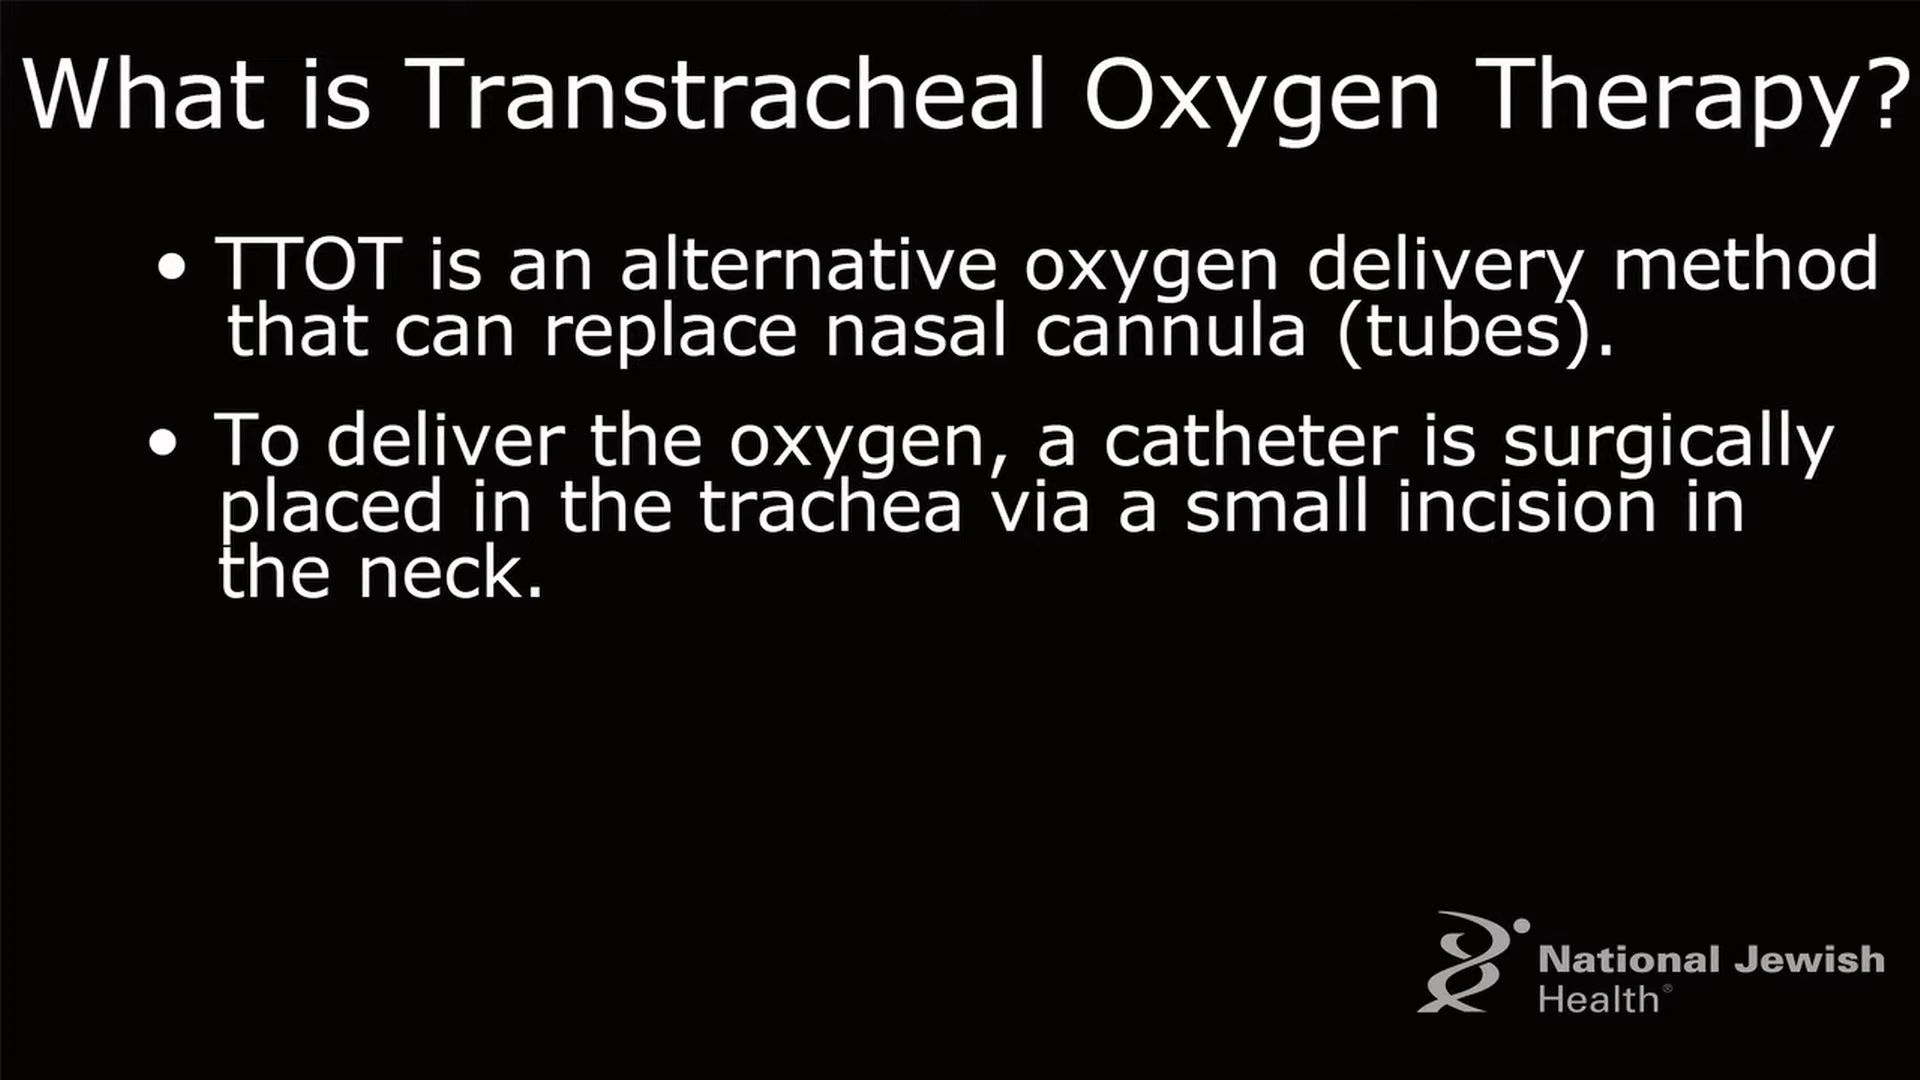 What is Transtracheal Oxygen Therapy?
• TTOT is an alternative oxygen delivery method
that can replace nasal cannula (tubes).
• To deliver the oxygen, a catheter is surgically
placed in the trachea via a small incision in
the neck.
National Jewish
Health®